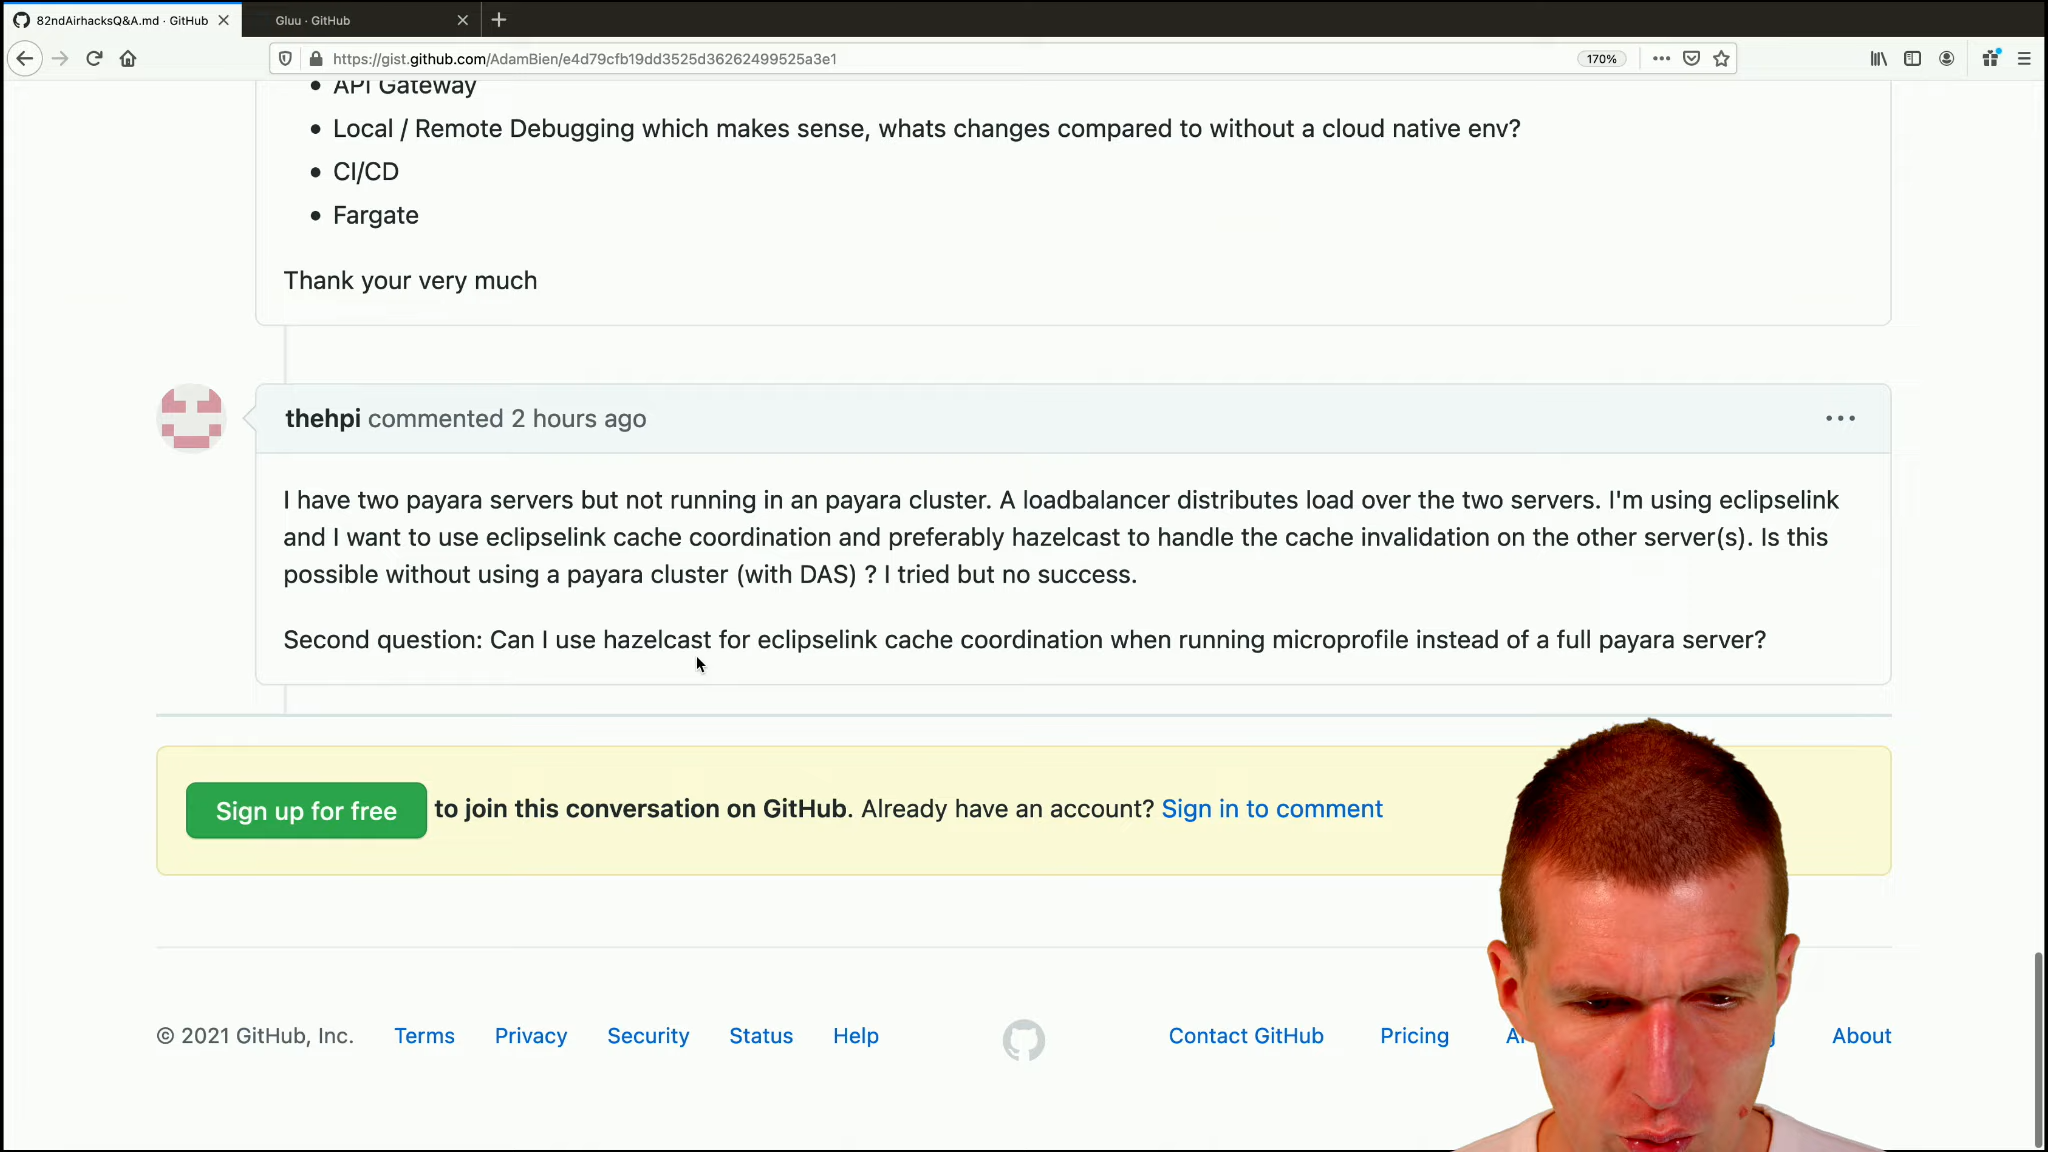 82ndAirhacksQ&A.md · GitHub
Gluu · GitHub
https://gist.github.com/AdamBien/e4d79cfb19dd3525d36262499525a3e1
170%
API Gateway
Local / Remote Debugging which makes sense, whats changes compared to without a cloud native env?
CI/CD
Fargate
Thank your very much
thehpi commented 2 hours ago
I have two payara servers but not running in an payara cluster. A loadbalancer distributes load over the two servers. I'm using eclipselink
and I want to use eclipselink cache coordination and preferably hazelcast to handle the cache invalidation on the other server(s). Is this
possible without using a payara cluster (with DAS) ? I tried but no success.
Second question: Can I use hazelcast for eclipselink cache coordination when running microprofile instead of a full payara server?
Sign up for free to join this conversation on GitHub. Already have an account? Sign in to comment
© 2021 GitHub, Inc. Terms Privacy Security Status Help Contact GitHub Pricing About